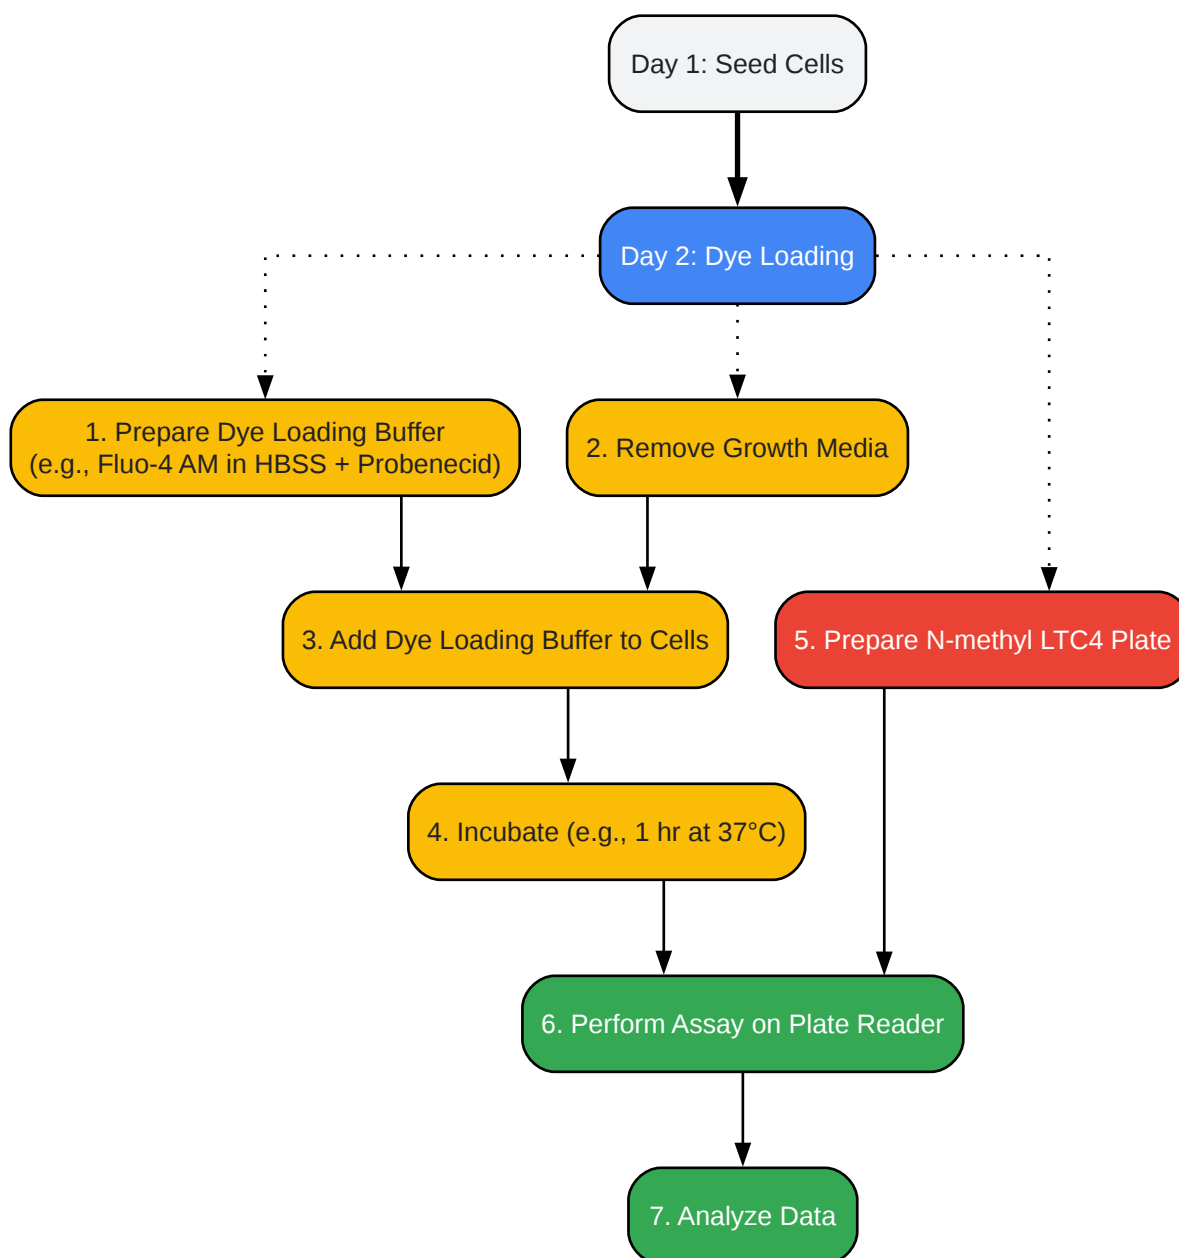 Day 1: Seed Cells
Day 2: Dye Loading
1. Prepare Dye Loading Buffer
(e.g., Fluo-4 AM in HBSS + Probenecid)
2. Remove Growth Media
3. Add Dye Loading Buffer to Cells
5. Prepare N-methyl LTC4 Plate
4. Incubate (e.g., 1 hr at 37°C)
6. Perform Assay on Plate Reader
7. Analyze Data